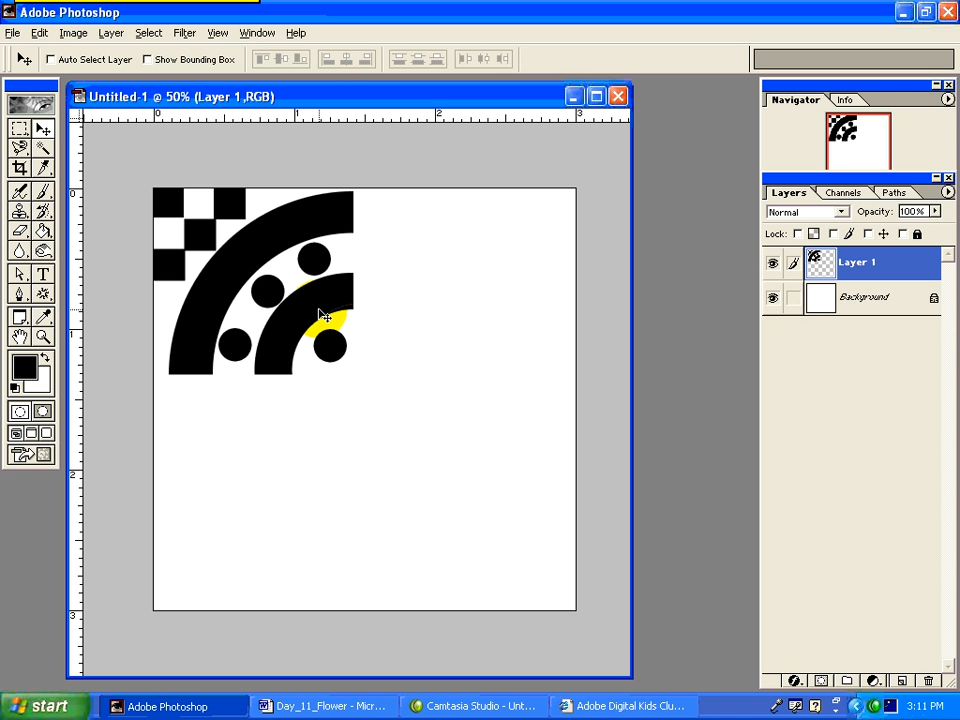 Adobe Photoshop
File Edit Image Layer Select Filter View Window Help
Auto Select Layer Show Bounding Box
Untitled-1 @ 50% (Layer 1,RGB)
0 1 2 3
0
1
2
3
Navigator Info
Layers Channels Paths
Normal Opacity: 100%
Lock:
Layer 1
Background
start Adobe Photoshop Day_11_Flower - Micr... Camtasia Studio - Unt... Adobe Digital Kids Clu... 3:11 PM